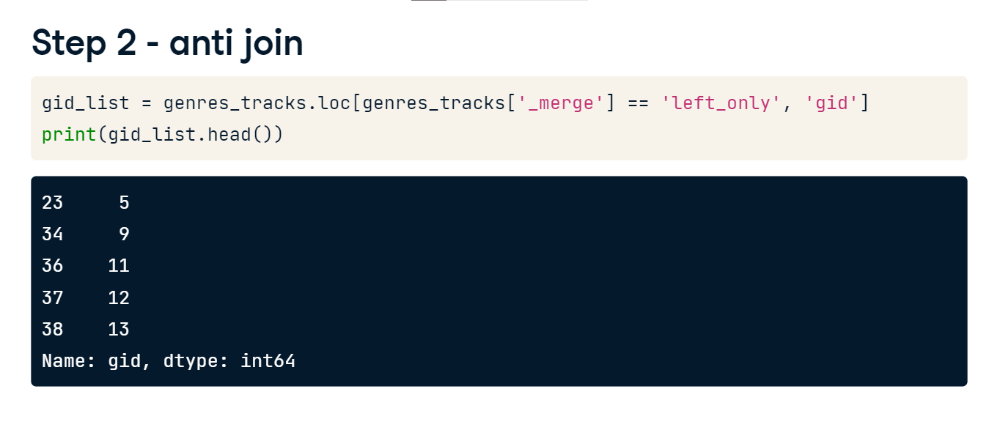 Step 2 - anti join
gid_list = genres_tracks.loc[genres_tracks['_merge'] == 'left_only', 'gid']
print(gid_list.head())
23     5
34     9
36    11
37    12
38    13
Name: gid, dtype: int64